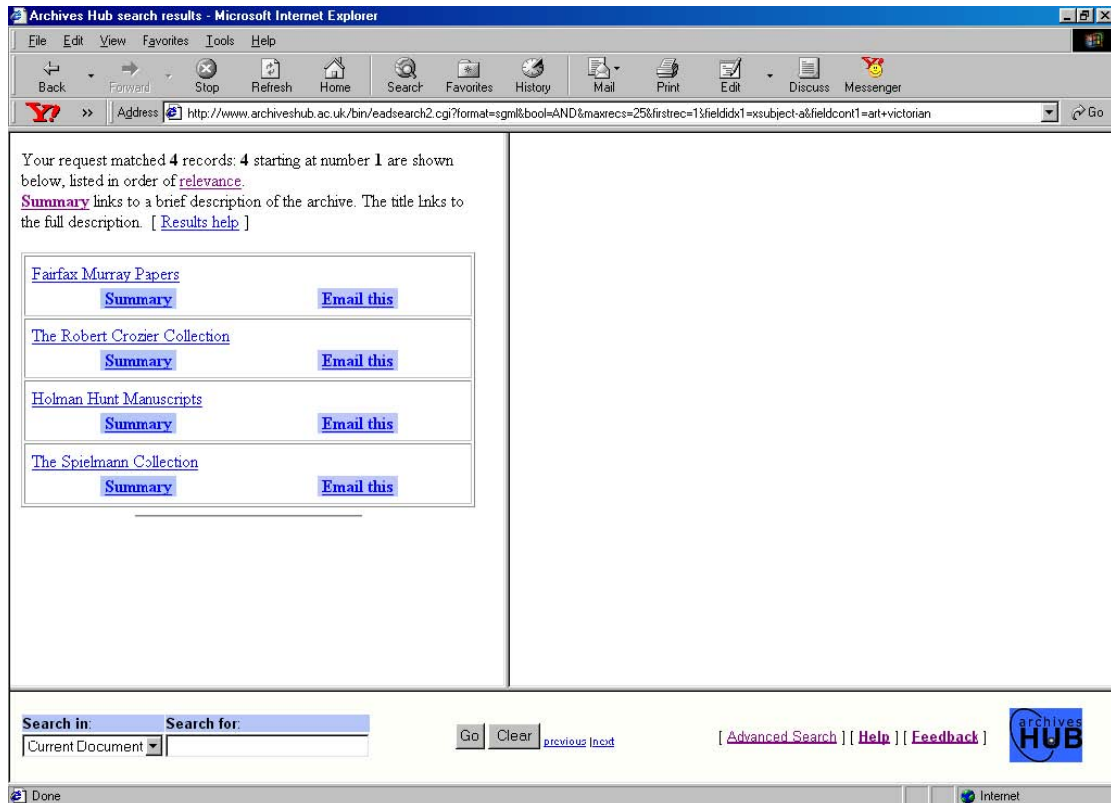 Archives Hub search results - Microsoft Internet Explorer
File Edit View Favorites Tools Help
Back Forward Stop Refresh Home Search Favorites History Mail Print Edit Discuss Messenger
Y? » Address http://www.archiveshub.ac.uk/bin/eadsearch2.cgi?format=sgml&bool=AND&maxrecs=25&firstrec=1&fieldidx1=xsubject-a&fieldcont1=art+victorian Go
Your request matched 4 records: 4 starting at number 1 are shown
below, listed in order of relevance.
Summary links to a brief description of the archive. The title links to
the full description. [ Results help ]
Fairfax Murray Papers
Summary Email this
The Robert Crozier Collection
Summary Email this
Holman Hunt Manuscripts
Summary Email this
The Spielmann Collection
Summary Email this
Search in: Search for:
Current Document Go Clear previous |next [ Advanced Search ] [ Help ] [ Feedback ]
archives
HUB
Done Internet